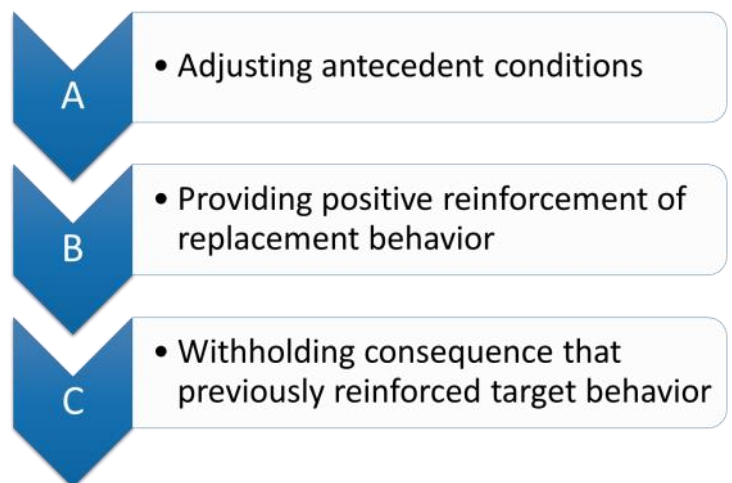 A
• Adjusting antecedent conditions
B
• Providing positive reinforcement of
replacement behavior
C
• Withholding consequence that
previously reinforced target behavior